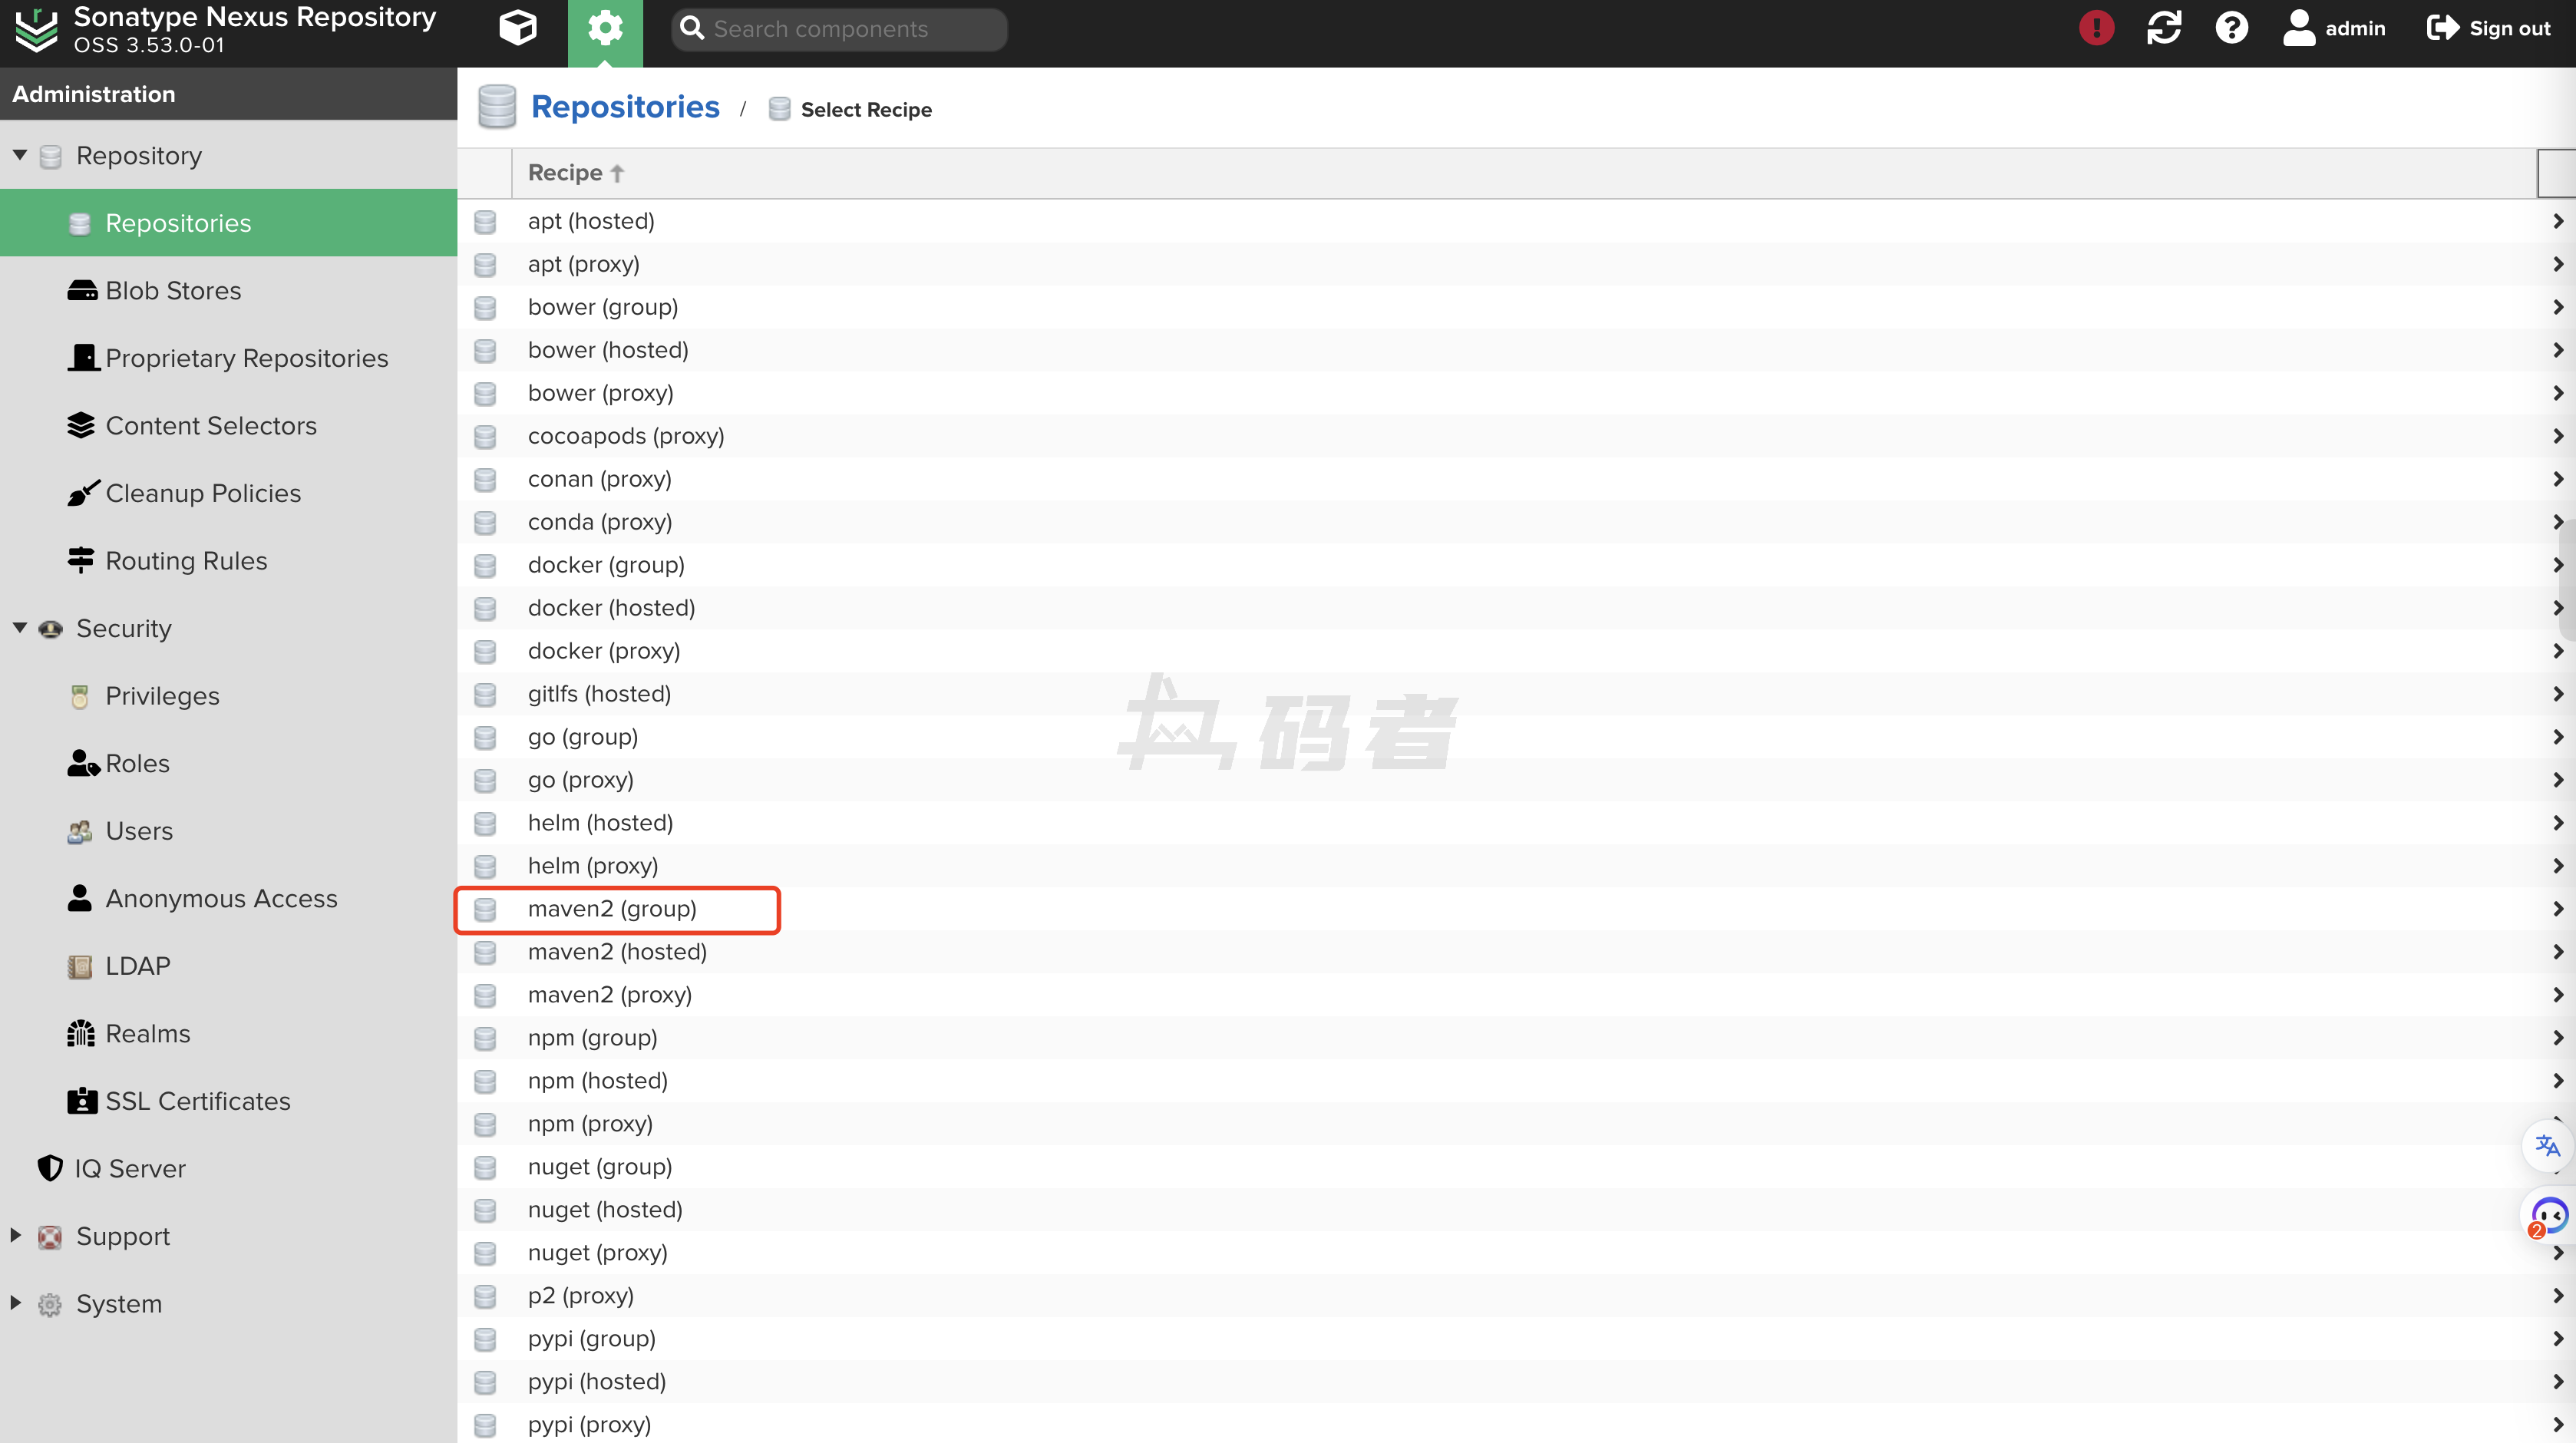 Sonatype Nexus Repository
OSS 3.53.0-01
Search components
admin
Sign out
Administration
Repository
Repositories
Blob Stores
Proprietary Repositories
Content Selectors
Cleanup Policies
Routing Rules
Security
Privileges
Roles
Users
Anonymous Access
LDAP
Realms
SSL Certificates
IQ Server
Support
System
Repositories / Select Recipe
Recipe
apt (hosted)
apt (proxy)
bower (group)
bower (hosted)
bower (proxy)
cocoapods (proxy)
conan (proxy)
conda (proxy)
docker (group)
docker (hosted)
docker (proxy)
gitlfs (hosted)
go (group)
go (proxy)
helm (hosted)
helm (proxy)
maven2 (group)
maven2 (hosted)
maven2 (proxy)
npm (group)
npm (hosted)
npm (proxy)
nuget (group)
nuget (hosted)
nuget (proxy)
p2 (proxy)
pypi (group)
pypi (hosted)
pypi (proxy)
码者
2